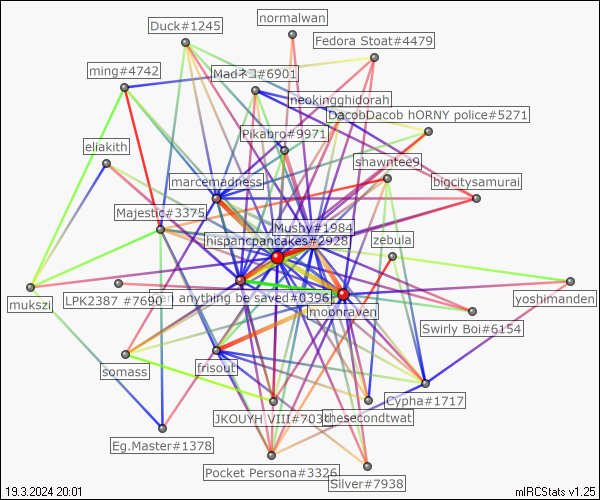 normalwan
Duck#1245
Fedora Stoat#4479
ming#4742
Madネコ#6901
neokingghidorah
DacobDacob hORNY police#5271
Pikabro#9971
eliakith
shawntee9
marcemadness
bigcitysamurai
Majestic#3375
Mushy#1984
hispancpancakes#2928
zebula
mukszi
LPK2387 #7690
an anything be saved#0396
yoshimanden
moonraven
Swirly Boi#6154
somass
frisout
Cypha#1717
JKOUYH VIII#703
thesecondtwat
Eg.Master#1378
Pocket Persona#3326
Silver#7938
19.3.2024 20:01
mIRCStats v1.25